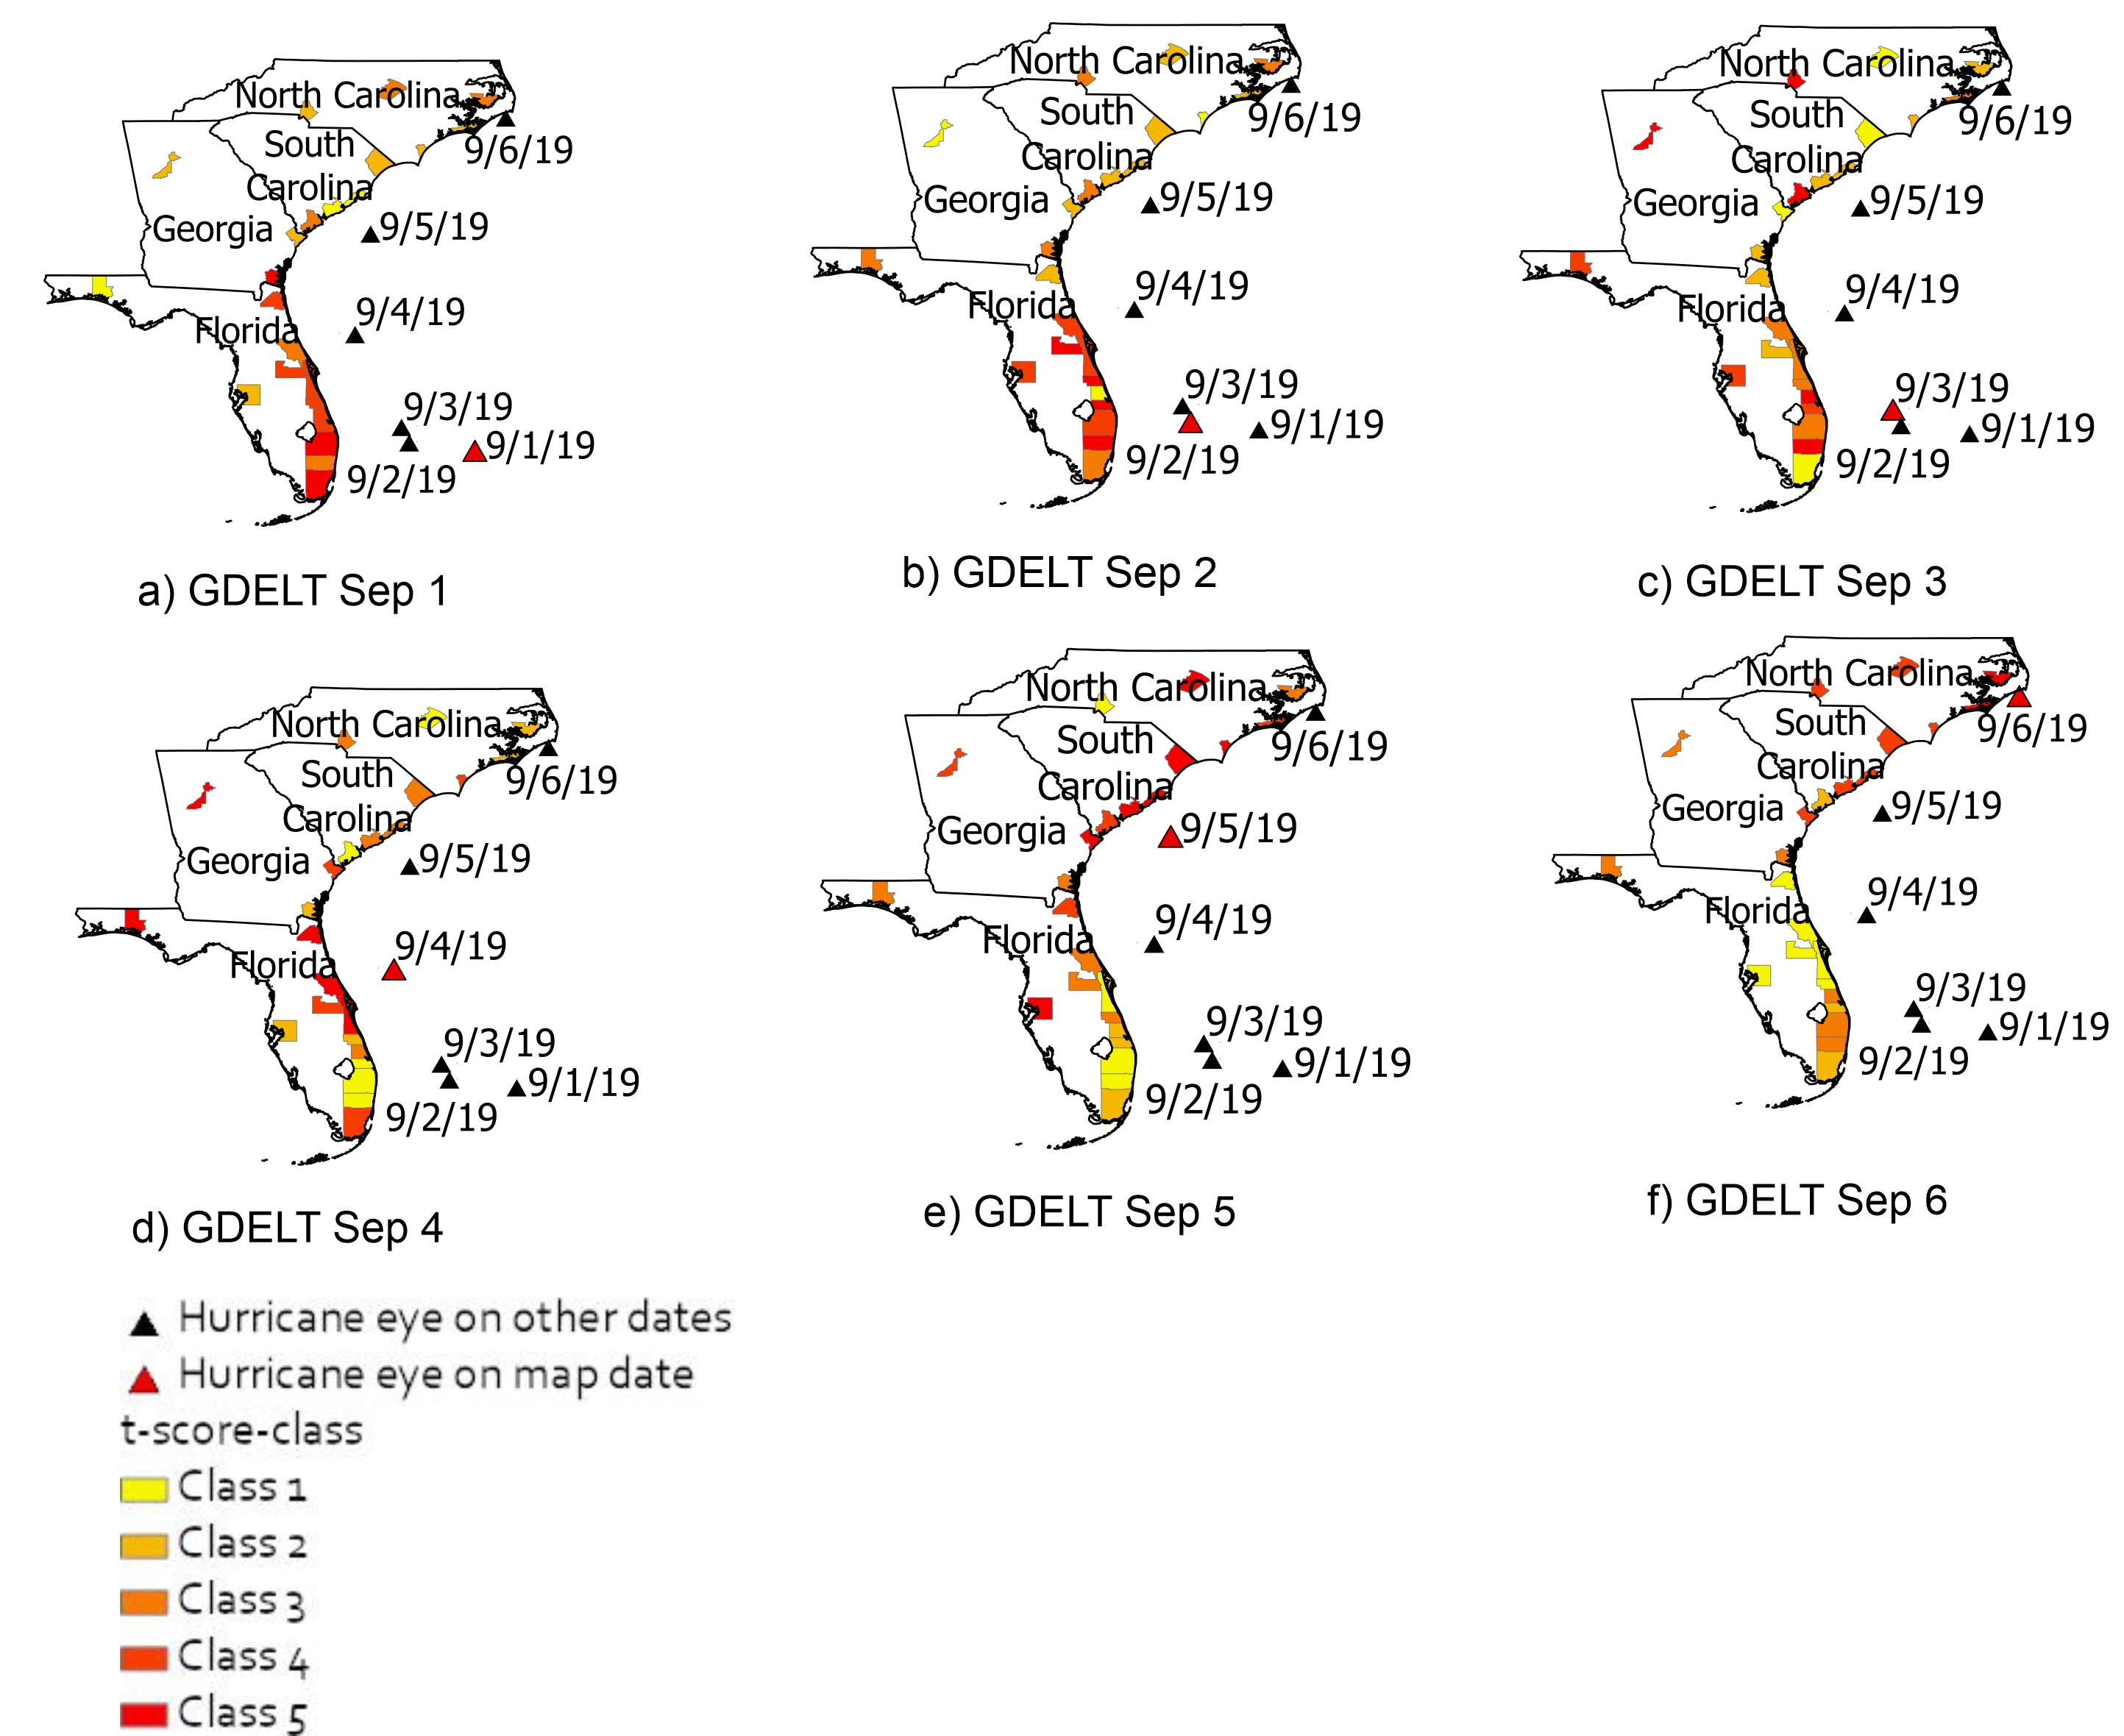 North Carolina
South
Carolina
Georgia
Florida
9/6/19
9/5/19
9/4/19
9/3/19
9/1/19
9/2/19
a) GDELT Sep 1
North Carolina
South
Carolina
Georgia
Florida
9/6/19
9/5/19
9/4/19
9/3/19
9/1/19
9/2/19
b) GDELT Sep 2
North Carolina
South
Carolina
Georgia
Florida
9/6/19
9/5/19
9/4/19
9/3/19
9/1/19
9/2/19
c) GDELT Sep 3
North Carolina
South
Carolina
Georgia
Florida
9/6/19
9/5/19
9/4/19
9/3/19
9/1/19
9/2/19
d) GDELT Sep 4
North Carolina
South
Carolina
Georgia
Florida
9/6/19
9/5/19
9/4/19
9/3/19
9/1/19
9/2/19
e) GDELT Sep 5
North Carolina
South
Carolina
Georgia
Florida
9/6/19
9/5/19
9/4/19
9/3/19
9/1/19
9/2/19
f) GDELT Sep 6
Hurricane eye on other dates
Hurricane eye on map date
t-score-class
Class 1
Class 2
Class 3
Class 4
Class 5